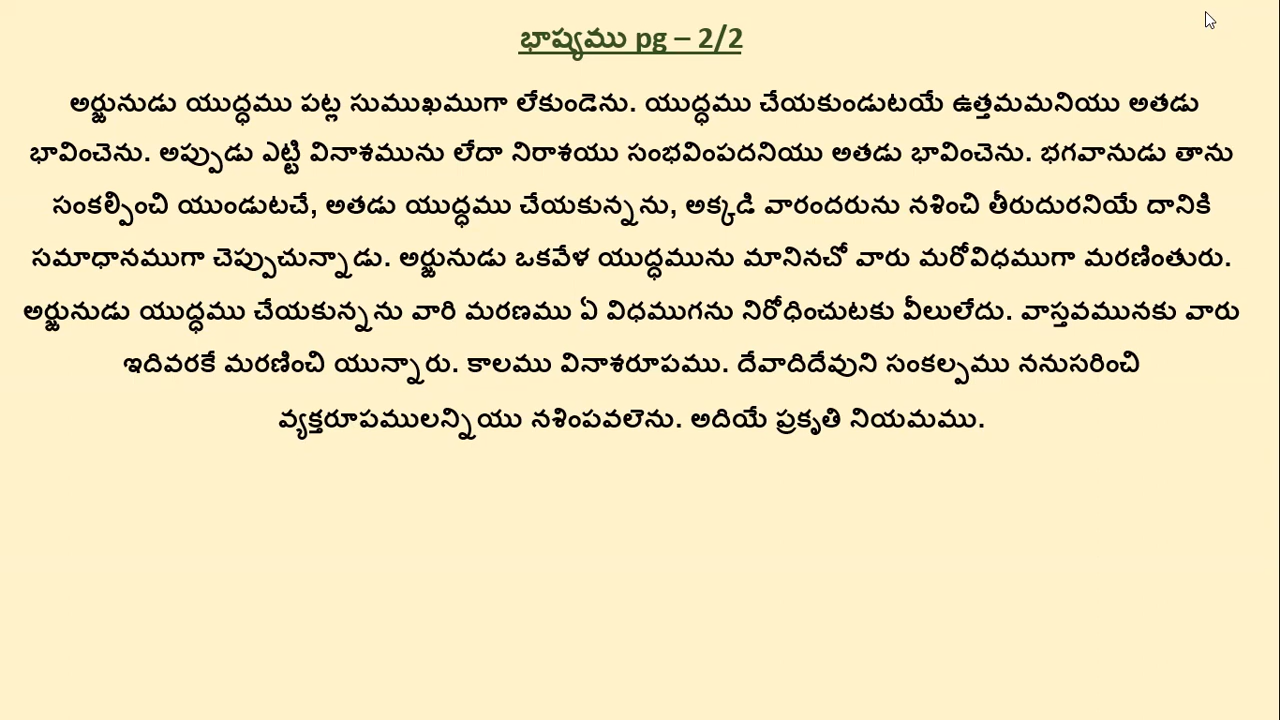 భాష్యము pg – 2/2
అర్జునుడు యుద్ధము పట్ల సుముఖముగా లేకుండెను. యుద్ధము చేయకుండుటయే ఉత్తమమనియు అతడు
భావించెను. అప్పుడు ఎట్టి వినాశమును లేదా నిరాశయు సంభవింపదనియు అతడు భావించెను. భగవానుడు తాను
సంకల్పించి యుండుటచే, అతడు యుద్ధము చేయకున్నను, అక్కడి వారందరును నశించి తీరుదురనియే దానికి
సమాధానముగా చెప్పుచున్నాడు. అర్జునుడు ఒకవేళ యుద్ధమును మానినచో వారు మరోవిధముగా మరణింతురు.
అర్జునుడు యుద్ధము చేయకున్నను వారి మరణము ఏ విధముగను నిరోధించుటకు వీలులేదు. వాస్తవమునకు వారు
ఇదివరకే మరణించి యున్నారు. కాలము వినాశరూపము. దేవాదిదేవుని సంకల్పము ననుసరించి
వ్యక్తరూపములన్నియు నశింపవలెను. అదియే ప్రకృతి నియమము.